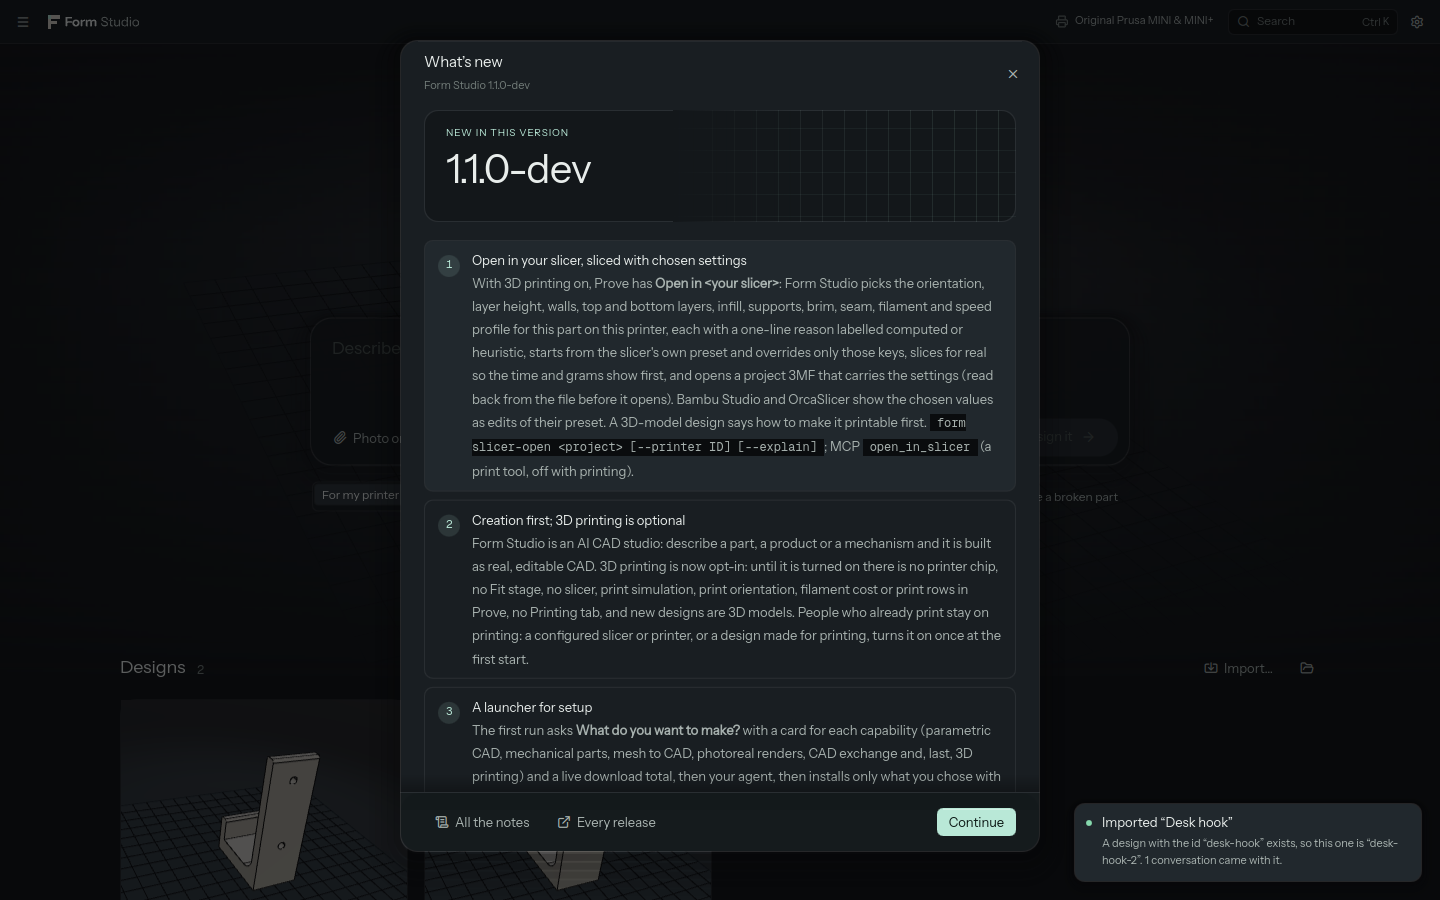 Form Studio
Original Prusa MINI & MINI+
Search
Ctrl K
What's new
Form Studio 1.1.0-dev
NEW IN THIS VERSION
1.1.0-dev
1
Open in your slicer, sliced with chosen settings
With 3D printing on, Prove has Open in <your slicer>: Form Studio picks the orientation,
layer height, walls, top and bottom layers, infill, supports, brim, seam, filament and speed
profile for this part on this printer, each with a one-line reason labelled computed or
heuristic, starts from the slicer's own preset and overrides only those keys, slices for real
so the time and grams show first, and opens a project 3MF that carries the settings (read
back from the file before it opens). Bambu Studio and OrcaSlicer show the chosen values
as edits of their preset. A 3D-model design says how to make it printable first. form
slicer-open <project> [--printer ID] [--explain] ; MCP open_in_slicer (a
print tool, off with printing).
2
Creation first; 3D printing is optional
Form Studio is an AI CAD studio: describe a part, a product or a mechanism and it is built
as real, editable CAD. 3D printing is now opt-in: until it is turned on there is no printer chip,
no Fit stage, no slicer, print simulation, print orientation, filament cost or print rows in
Prove, no Printing tab, and new designs are 3D models. People who already print stay on
printing: a configured slicer or printer, or a design made for printing, turns it on once at the
first start.
3
A launcher for setup
The first run asks What do you want to make? with a card for each capability (parametric
CAD, mechanical parts, mesh to CAD, photoreal renders, CAD exchange and, last, 3D
printing) and a live download total, then your agent, then installs only what you chose with
All the notes
Every release
Continue
Describe
Photo o
ign it
For my printer
e a broken part
Designs 2
Import...
Imported “Desk hook”
A design with the id “desk-hook” exists, so this one is “desk-
hook-2”. 1 conversation came with it.